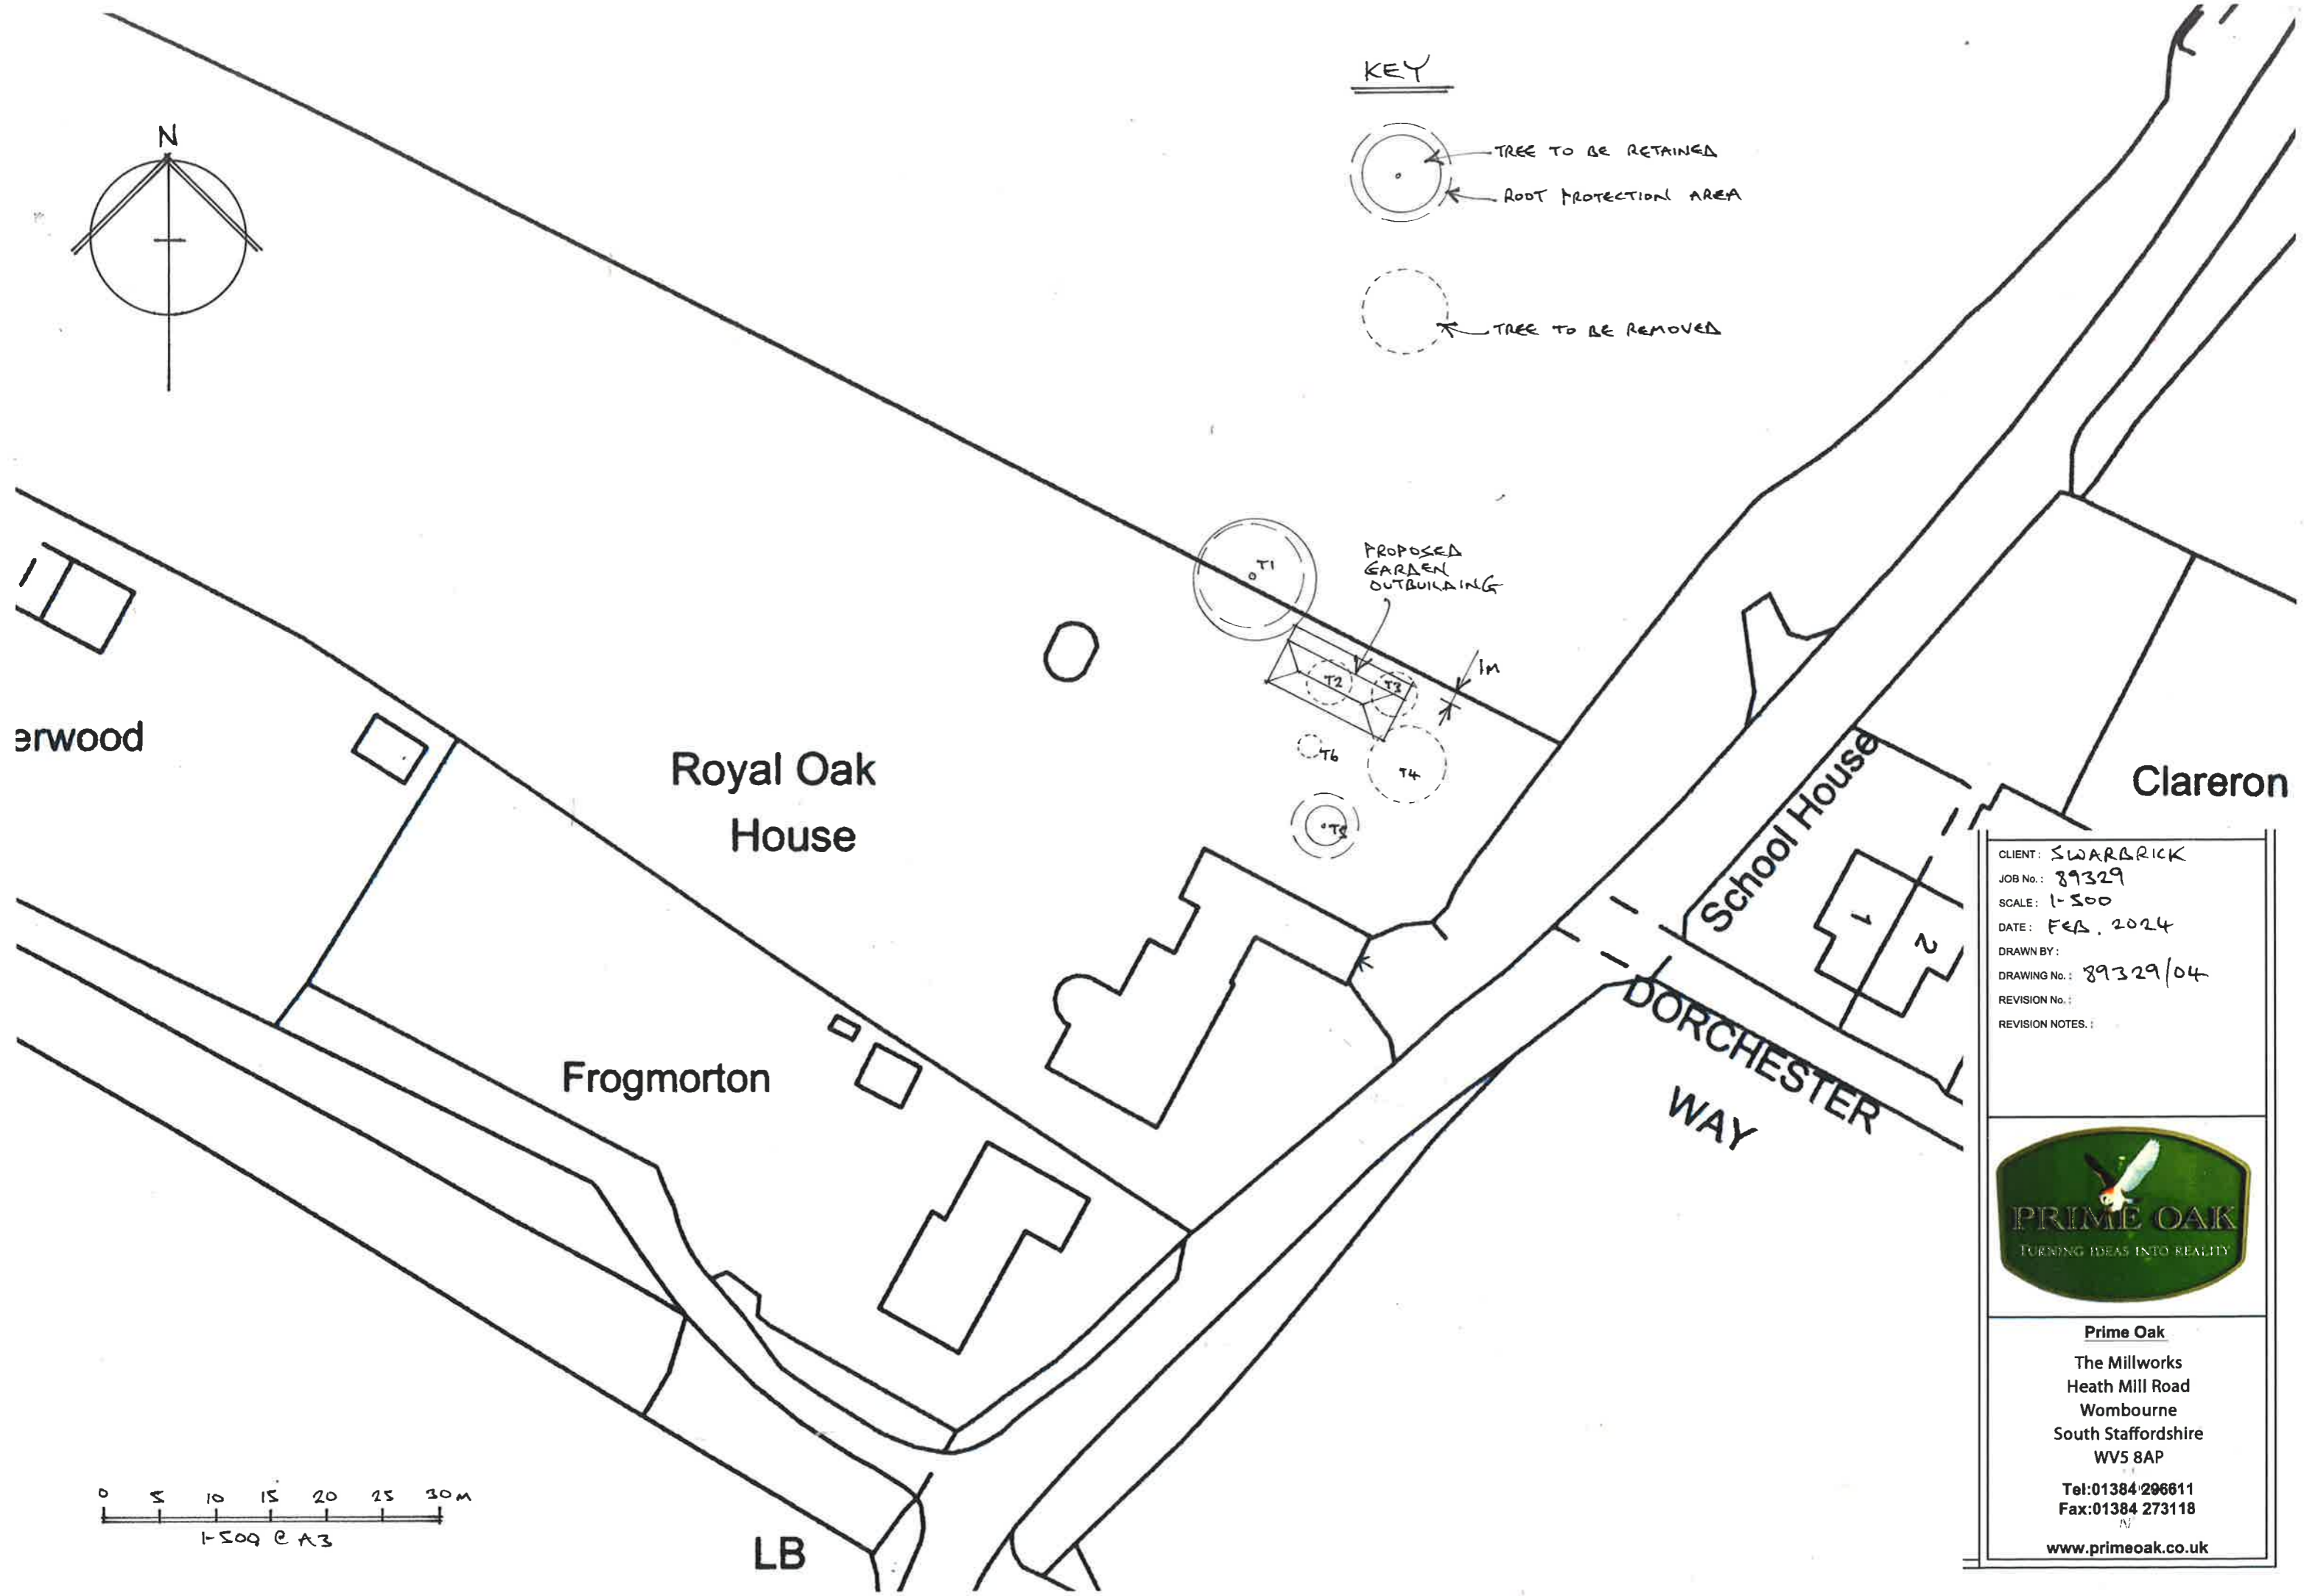 KEY
TREE TO BE RETAINED
ROOT PROTECTION AREA
TREE TO BE REMOVED
N
T1
PROPOSED
GARDEN
OUTBUILDING
1M
T2
T3
T6
T4
T5
erwood
Royal Oak
House
School House
Clareron
1
2
DORCHESTER
WAY
Frogmorton
LB
0 5 10 15 20 25 30M
1-500 @ A3
CLIENT: SWARBRICK
JOB No.: 89329
SCALE: 1-500
DATE: FEB. 2024
DRAWN BY:
DRAWING No.: 89329/04
REVISION No.:
REVISION NOTES.:
PRIME OAK
TURNING IDEAS INTO REALITY
Prime Oak
The Millworks
Heath Mill Road
Wombourne
South Staffordshire
WV5 8AP
Tel:01384 296611
Fax:01384 273118
www.primeoak.co.uk